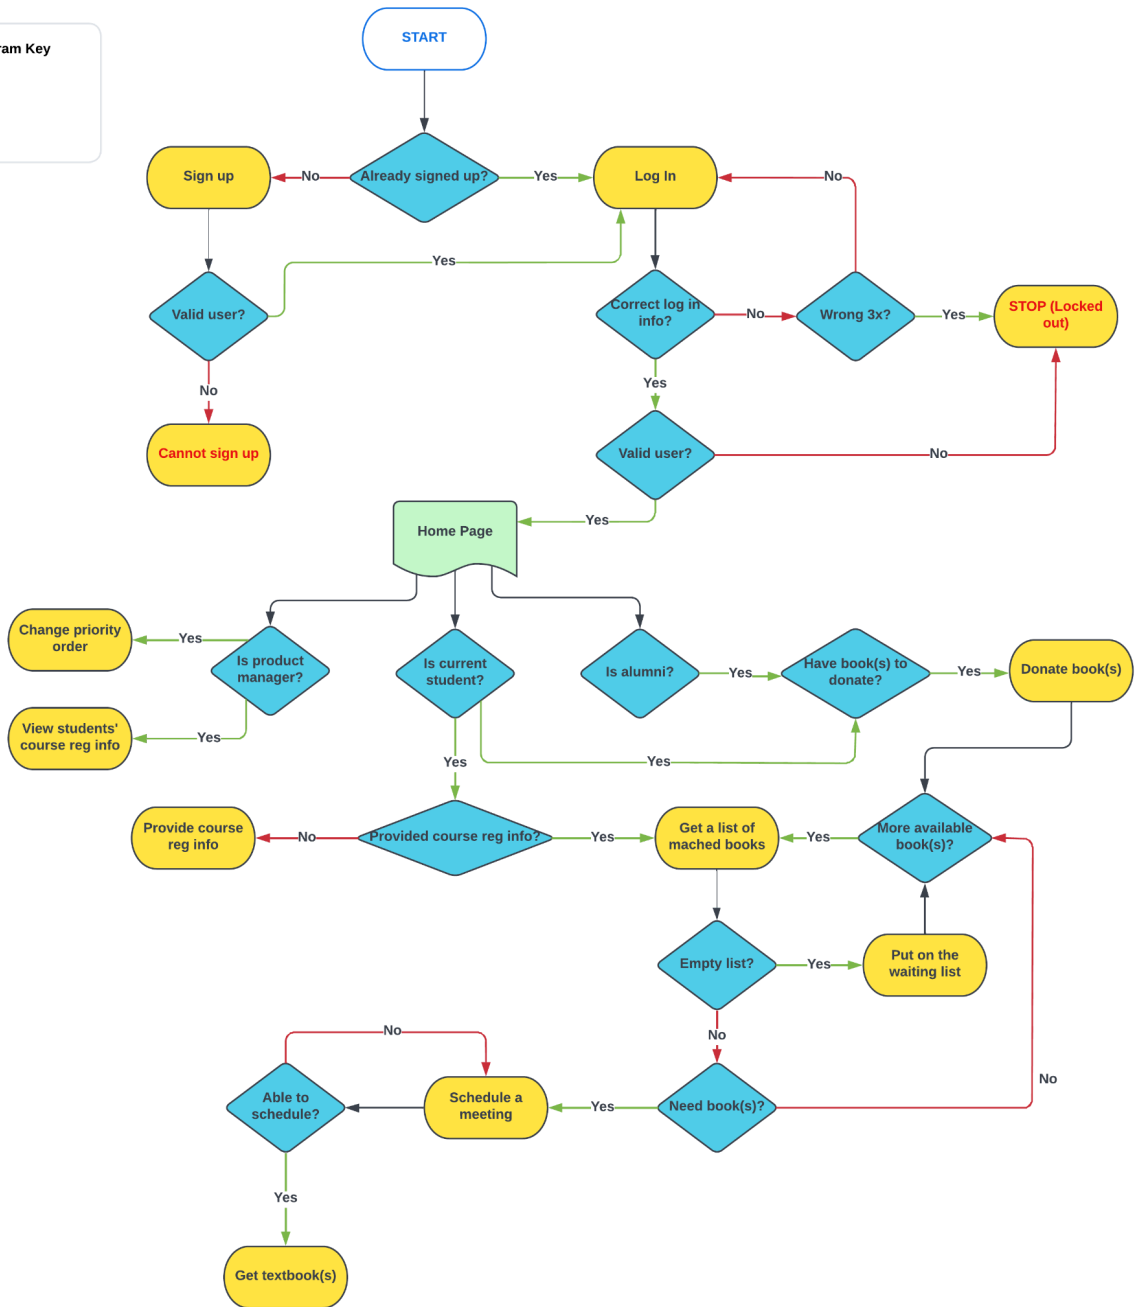 ram Key
START
Sign up
No
Already signed up?
Yes
Log In
No
Yes
Valid user?
Correct log in
info?
No
Wrong 3x?
Yes
STOP (Locked
out)
No
Yes
Cannot sign up
Valid user?
No
Yes
Home Page
Change priority
order
Yes
Is product
manager?
Is current
student?
Is alumni?
Yes
Have book(s) to
donate?
Yes
Donate book(s)
View students'
course reg info
Yes
Yes
Yes
Provide course
reg info
No
Provided course reg info?
Yes
Get a list of
mached books
Yes
More available
book(s)?
Empty list?
Yes
Put on the
waiting list
No
No
No
Able to
schedule?
Schedule a
meeting
Yes
Need book(s)?
Yes
Get textbook(s)